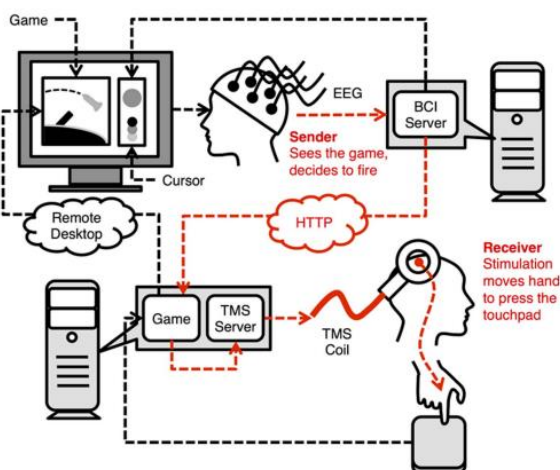 Game
EEG
BCI
Server
Sender
Sees the game,
decides to fire
Cursor
Remote
Desktop
HTTP
Receiver
Stimulation
moves hand
to press the
touchpad
Game
TMS
Server
TMS
Coil